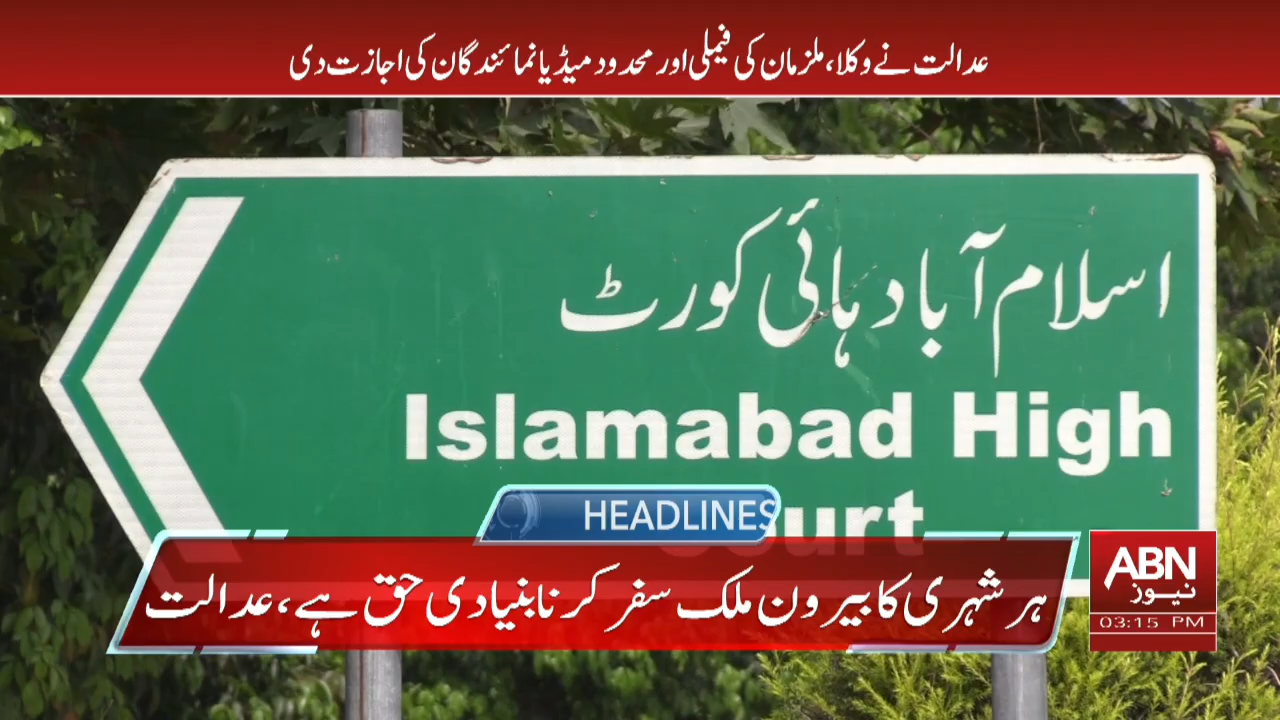 عدالت نے وکلا، ملزمان کی فیملی اور محدود میڈیا نمائندگان کی اجازت دی
اسلام آباد ہائی کورٹ
Islamabad High
Court
HEADLINES
ہر شہری کا بیرون ملک سفر کرنا بنیادی حق ہے، عدالت
ABN
نیوز
03:15 PM